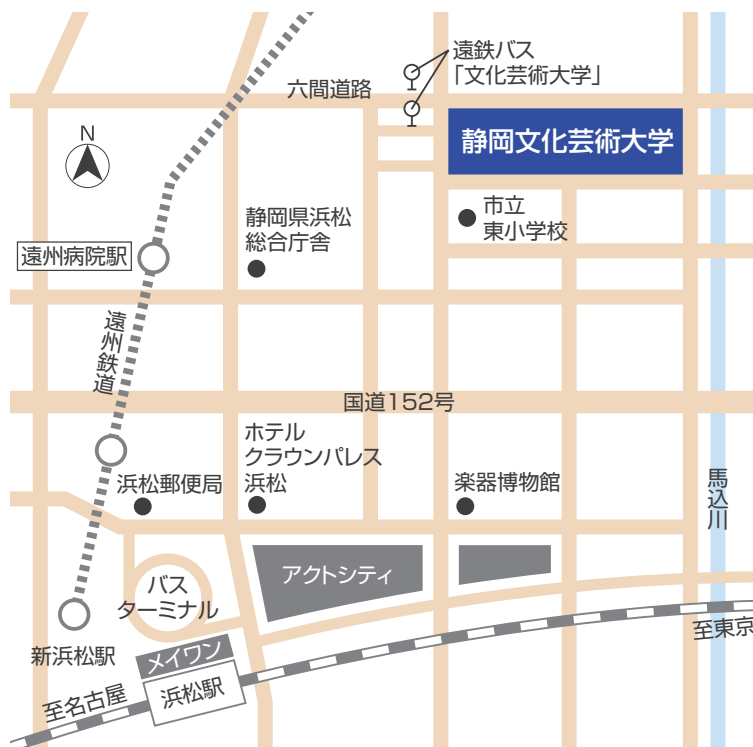 遠鉄バス
「文化芸術大学」
六間道路
N
静岡文化芸術大学
静岡県浜松
総合庁舎
市立
東小学校
遠州病院駅
遠州鉄道
国道152号
ホテル
クラウンパレス
浜松
浜松郵便局
楽器博物館
馬込川
アクトシティ
バス
ターミナル
新浜松駅
メイワン
浜松駅
至東京
至名古屋